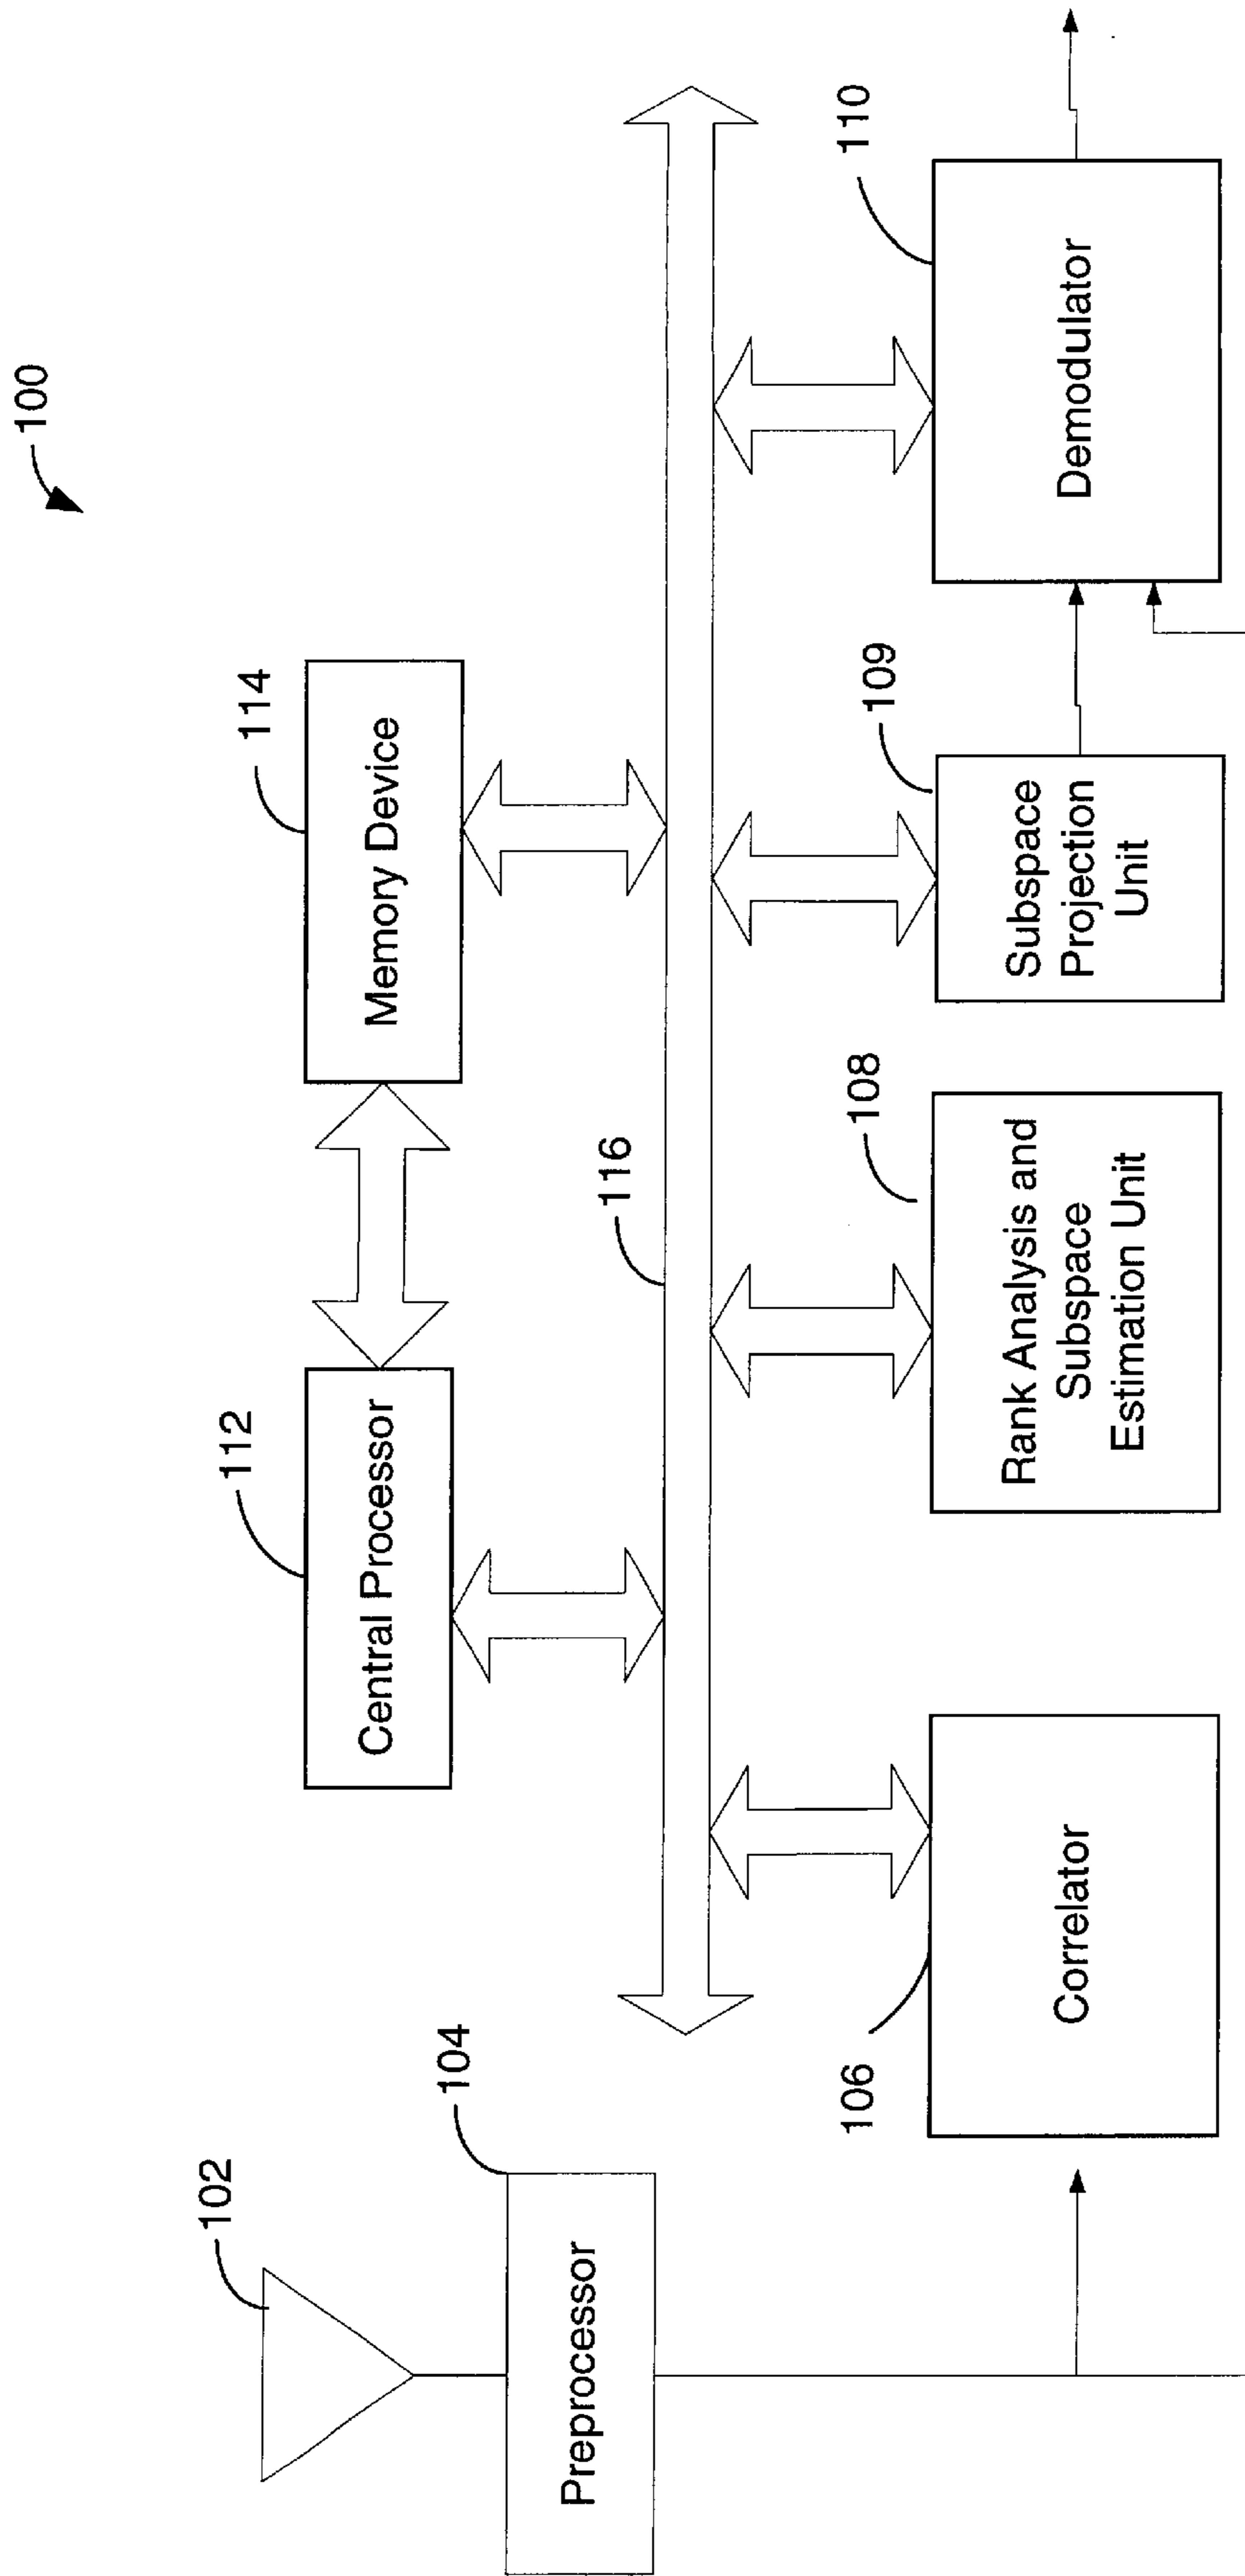 100
102
104
Preprocessor
112
Central Processor
114
Memory Device
116
106
Correlator
108
Rank Analysis and
Subspace
Estimation Unit
109
Subspace
Projection
Unit
110
Demodulator